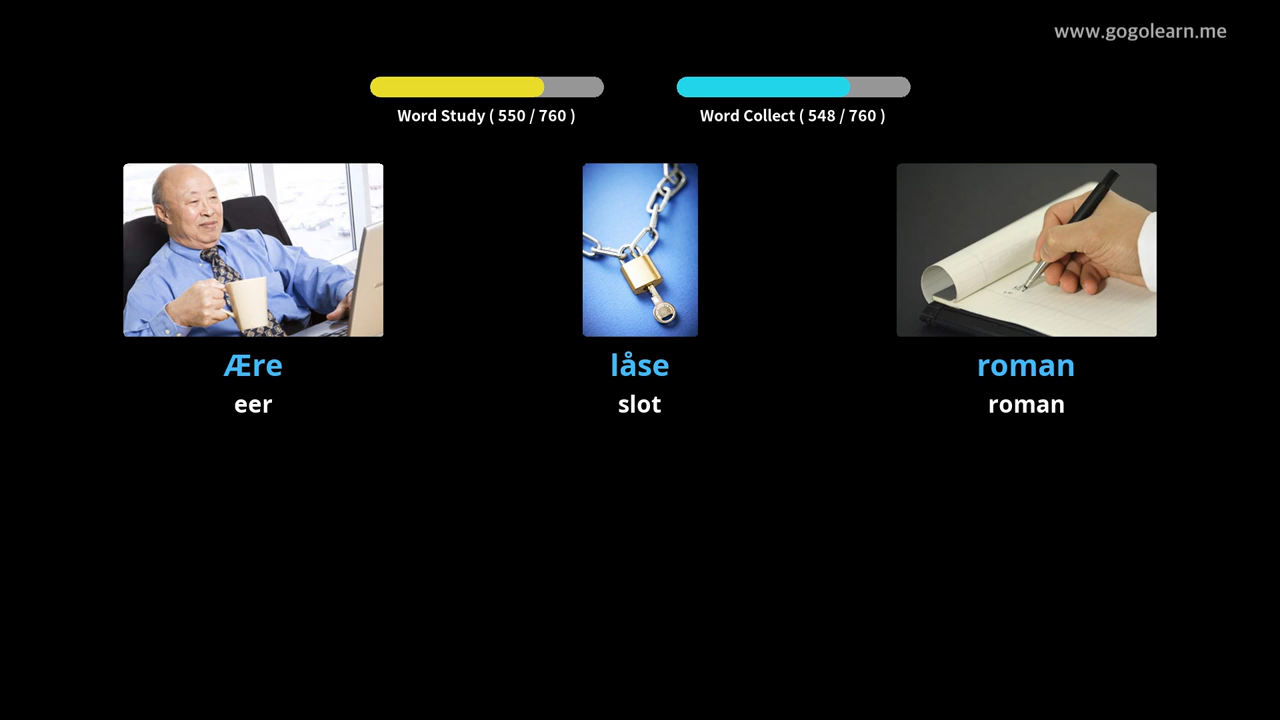 www.gogolearn.me
Word Study ( 550 / 760 )
Word Collect ( 548 / 760 )
Ære
låse
roman
eer
slot
roman